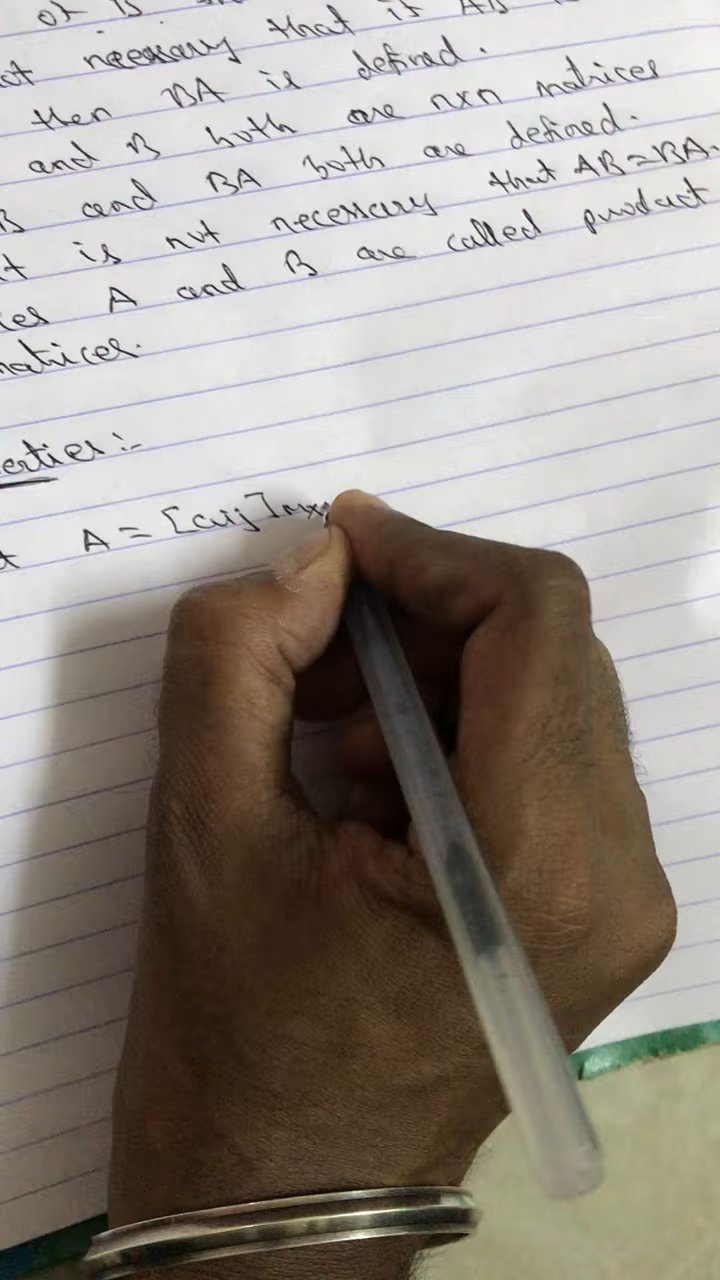 of B
necessary that if AB
then BA is defined.
and B both are nxn matrices
B and BA both are defined.
is not necessary that AB=BA.
A and B are called product
matrices.
erties :-
A = [aij]mx